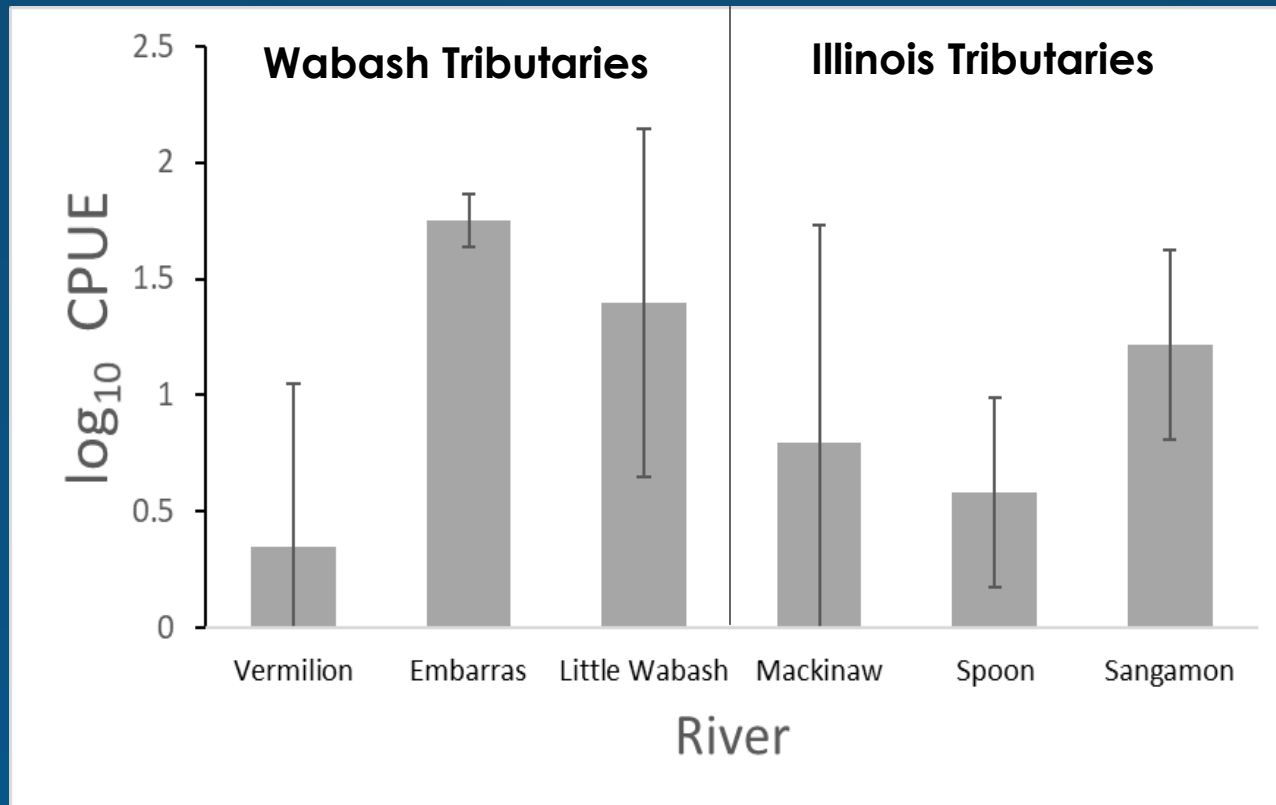 Wabash Tributaries
Illinois Tributaries
2.5
2
1.5
1
0.5
0
log₁₀ CPUE
Vermilion
Embarras
Little Wabash
Mackinaw
Spoon
Sangamon
River